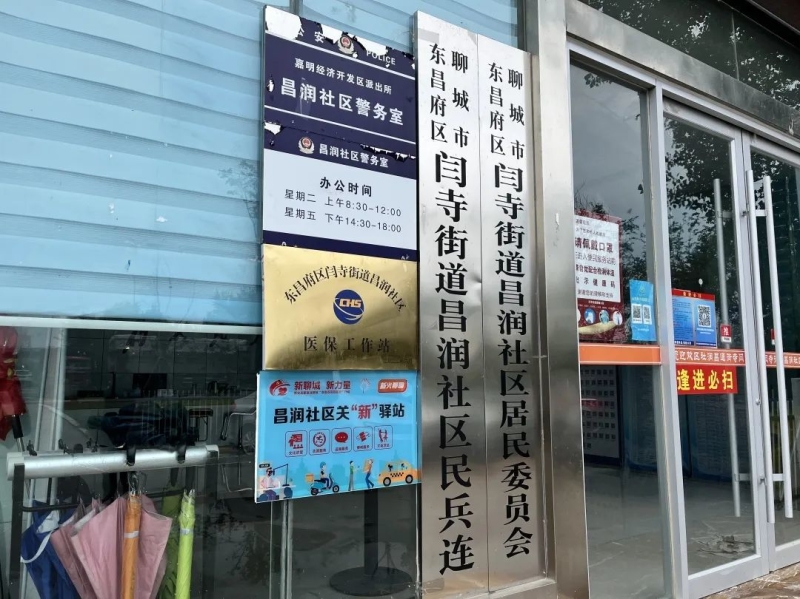 公安
POLICE
嘉明经济开发区派出所
昌润社区警务室
昌润社区警务室
办公时间
星期二 上午8:30-12:00
星期五 下午14:30-18:00
东昌府区闫寺街道昌润社区
CHS
医保工作站
新聊城 新力量
昌润社区关“新”驿站
聊城市
东昌府区
闫寺街道昌润社区民兵连
聊城市
东昌府区
闫寺街道昌润社区居民委员会
请佩戴口罩
逢进必扫